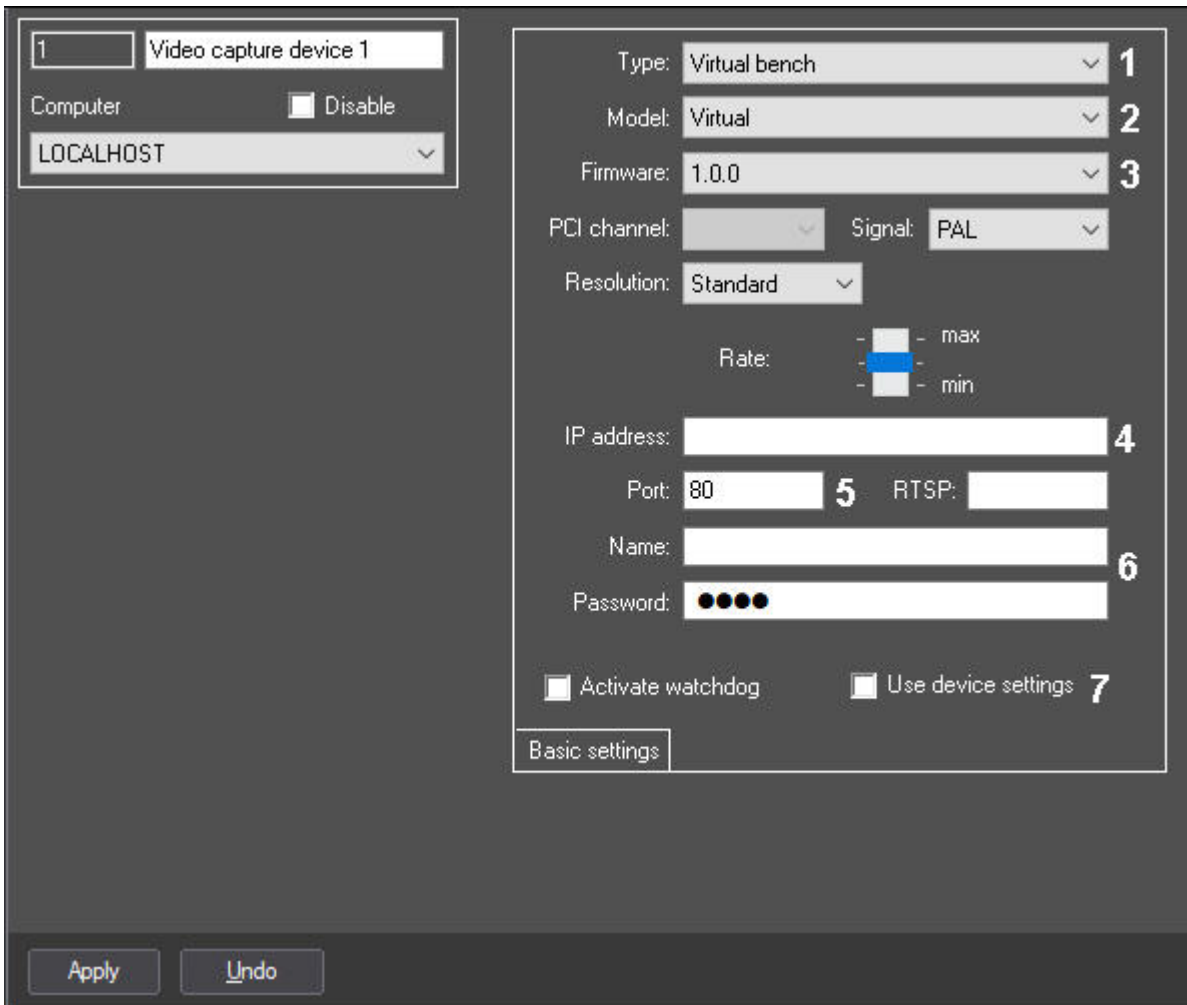 1 Video capture device 1
Computer Disable
LOCALHOST
Type: Virtual bench 1
Model: Virtual 2
Firmware: 1.0.0 3
PCI channel: Signal: PAL
Resolution: Standard
max
Rate:
min
IP address: 4
Port: 80 5 RTSP:
Name:
6
Password: ●●●●
Activate watchdog Use device settings 7
Basic settings
Apply Undo